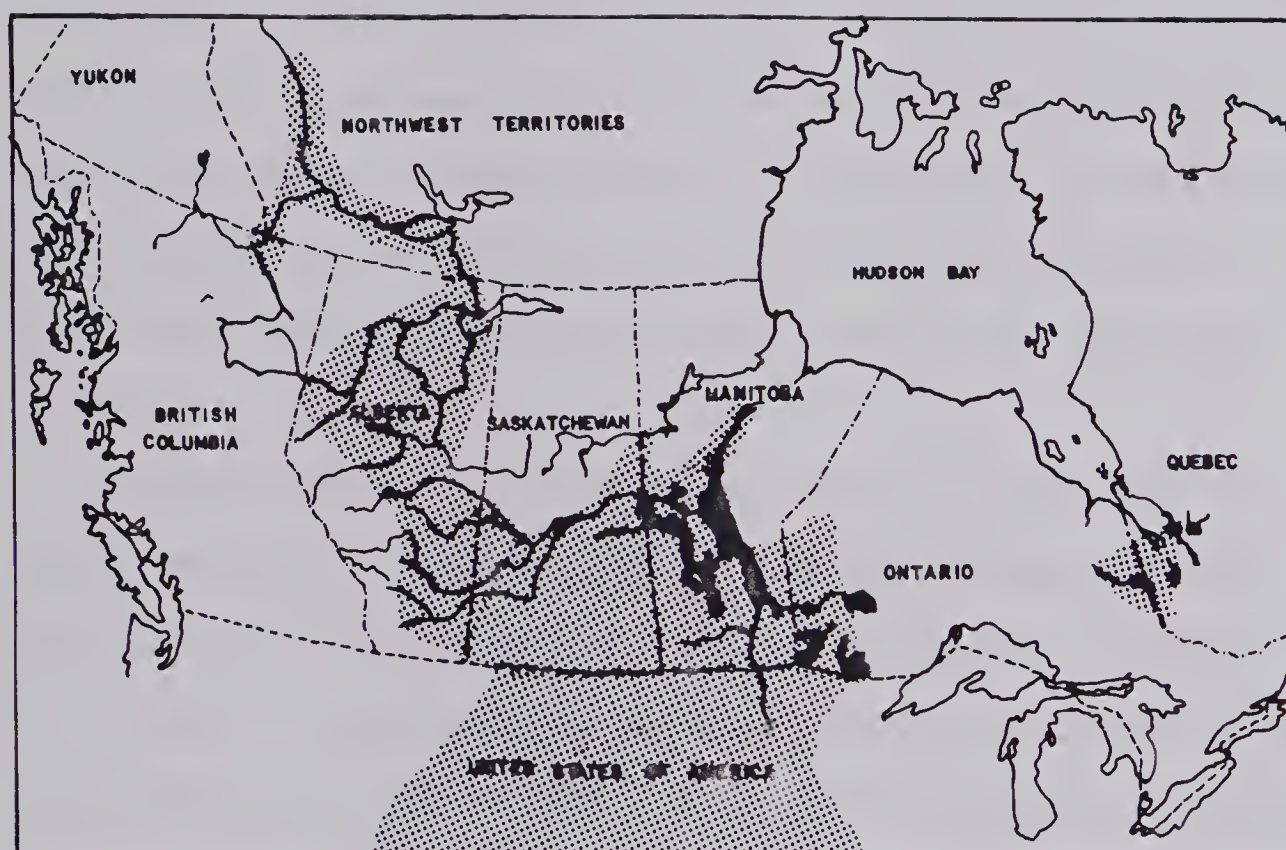 YUKON
NORTHWEST TERRITORIES
HUDSON BAY
MANITOBA
BRITISH
COLUMBIA
ALBERTA
SASKATCHEWAN
QUEBEC
ONTARIO
UNITED STATES OF AMERICA